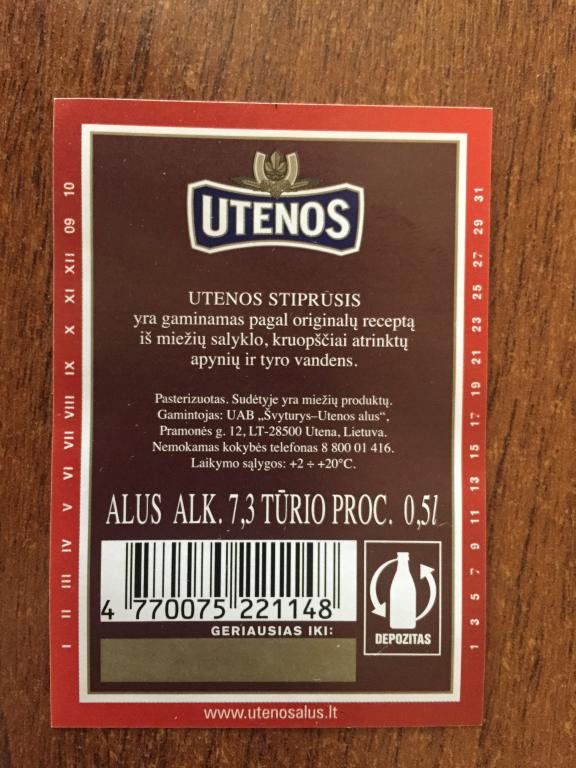 UTENOS
UTENOS STIPRŪSIS
yra gaminamas pagal originalų receptą
iš miežių salyklo, kruopščiai atrinktų
apynių ir tyro vandens.
Pasterizuotas. Sudėtyje yra miežių produktų.
Gamintojas: UAB „Švyturys–Utenos alus“,
Pramonės g. 12, LT-28500 Utena, Lietuva.
Nemokamas kokybės telefonas 8 800 01 416.
Laikymo sąlygos: +2 ÷ +20°C.
ALUS ALK. 7,3 TŪRIO PROC. 0,5l
4 770075 221148
DEPOZITAS
GERIAUSIAS IKI:
www.utenosalus.lt
I II III IV V VI VII VIII IX X XI XII 09 10
1 3 5 7 9 11 13 15 17 19 21 23 25 27 29 31